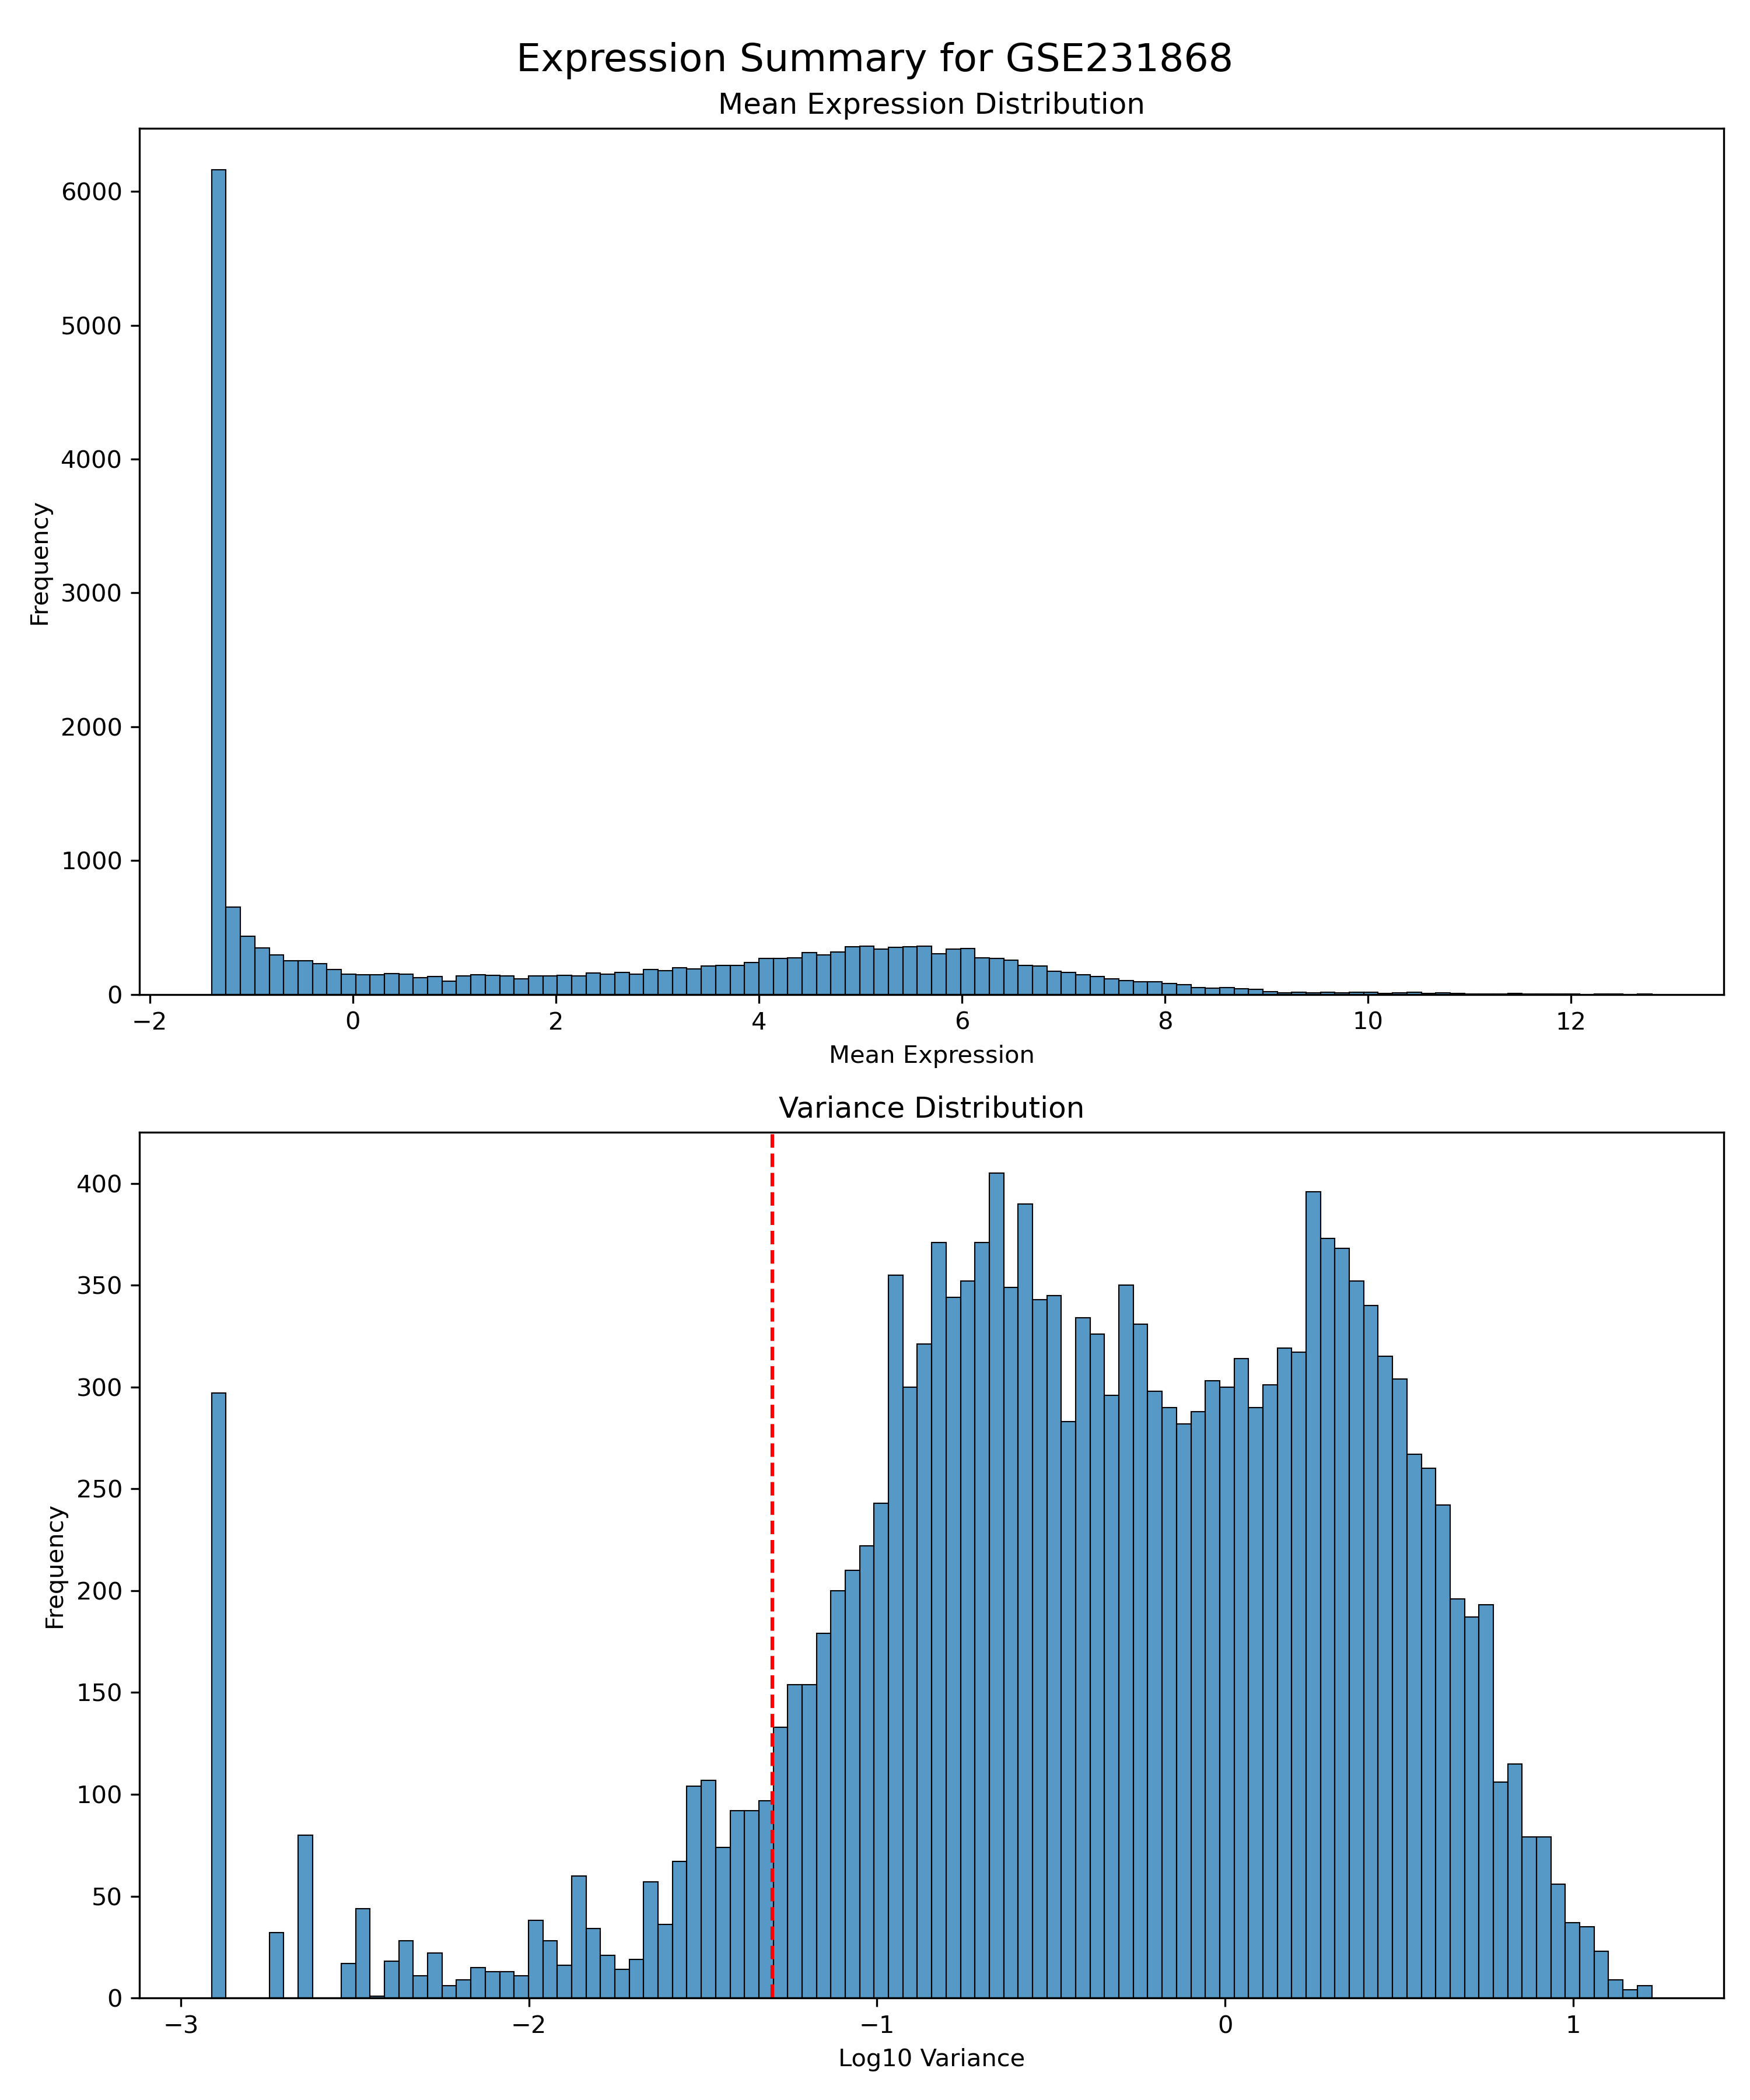 Expression Summary for GSE231868
Mean Expression Distribution
6000
5000
4000
3000
2000
1000
0
Frequency
−2 0 2 4 6 8 10 12
Mean Expression
Variance Distribution
400
350
300
250
200
150
100
50
0
Frequency
−3 −2 −1 0 1
Log10 Variance